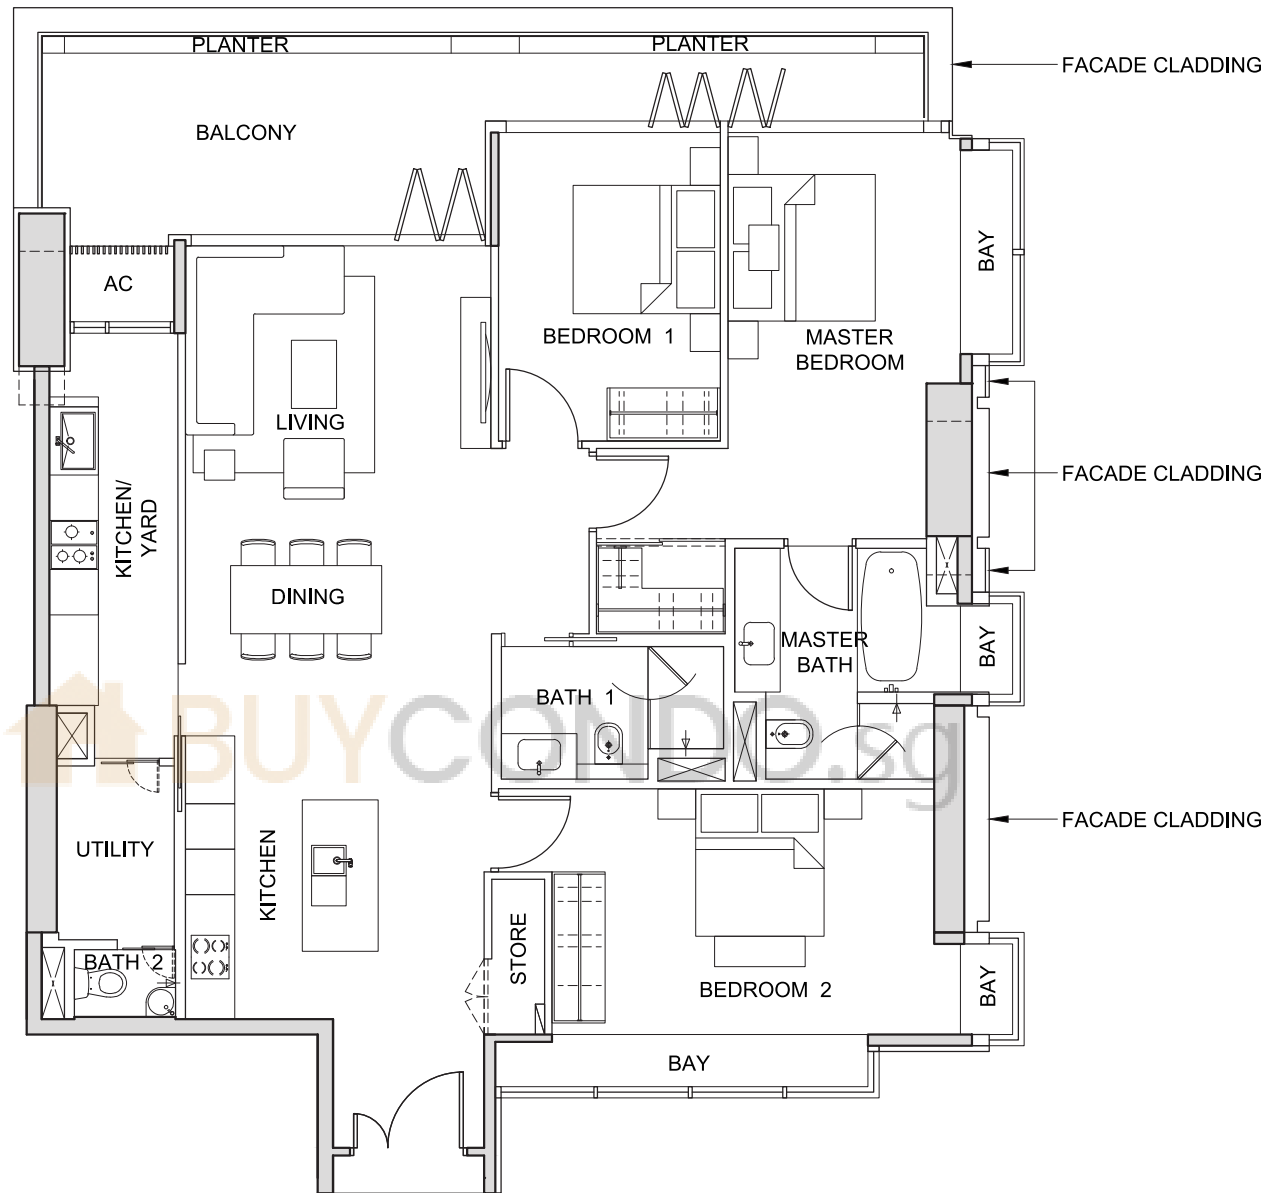 PLANTER
PLANTER
FACADE CLADDING
BALCONY
BAY
AC
BEDROOM 1
MASTER
BEDROOM
LIVING
FACADE CLADDING
KITCHEN/
YARD
DINING
MASTER
BATH
BAY
BATH 1
BUYCONDO.sg
FACADE CLADDING
UTILITY
KITCHEN
STORE
BATH 2
BEDROOM 2
BAY
BAY